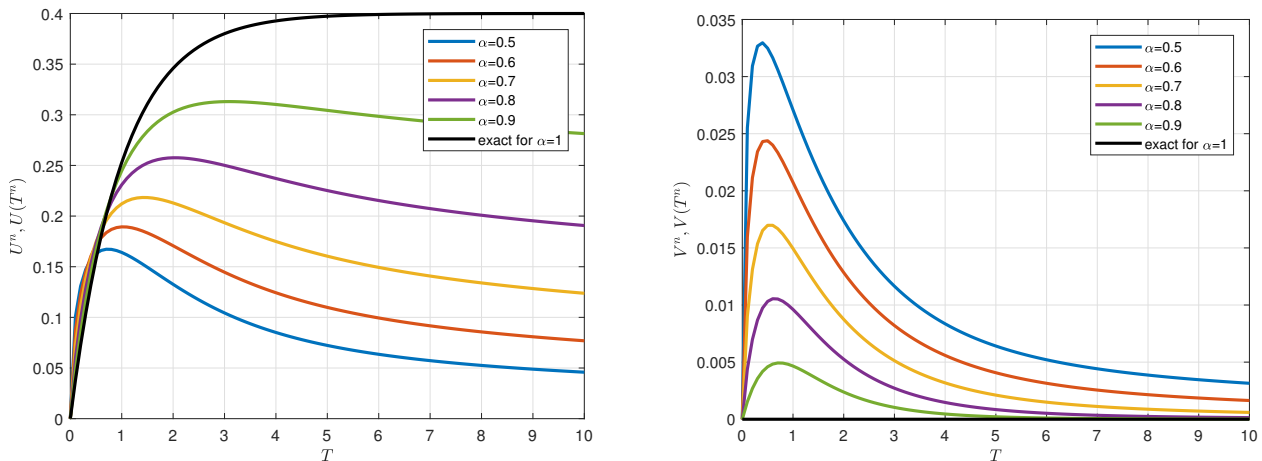 0.4
0.35
0.3
0.25
0.2
0.15
0.1
0.05
0
U^n, U(T^n)
0 1 2 3 4 5 6 7 8 9 10
T
α=0.5
α=0.6
α=0.7
α=0.8
α=0.9
exact for α=1
0.035
0.03
0.025
0.02
0.015
0.01
0.005
0
V^n, V(T^n)
0 1 2 3 4 5 6 7 8 9 10
T
α=0.5
α=0.6
α=0.7
α=0.8
α=0.9
exact for α=1